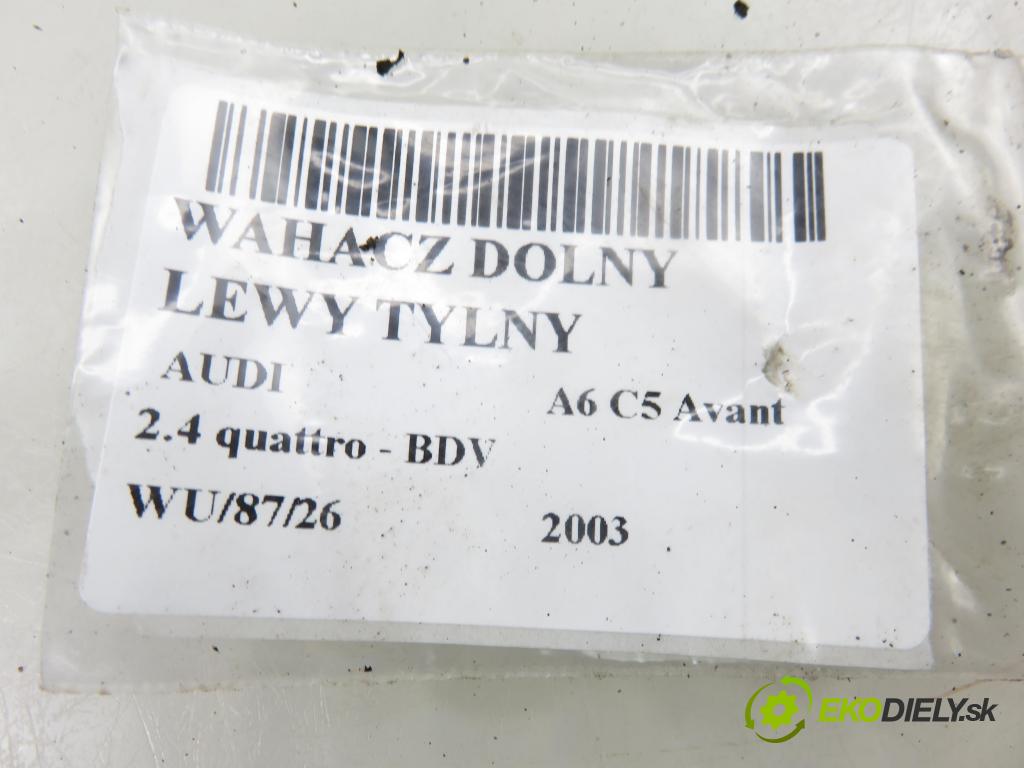 WAHACZ DOLNY
LEWY TYLNY
AUDI A6 C5 Avant
2.4 quattro - BDV
WU/87/26 2003
EKODIELY.sk